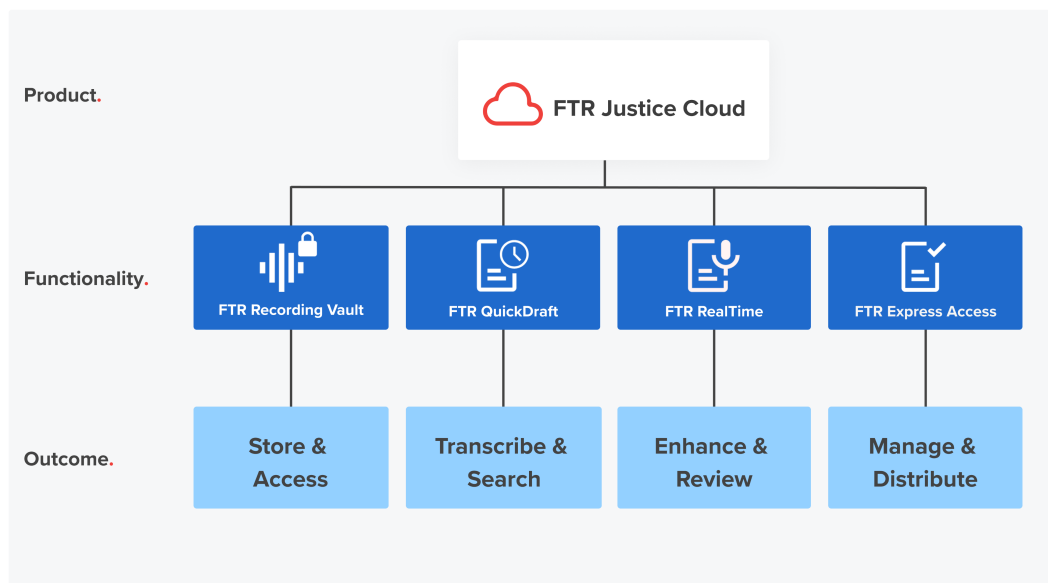 Product.
FTR Justice Cloud
Functionality.
FTR Recording Vault
FTR QuickDraft
FTR RealTime
FTR Express Access
Outcome.
Store &
Access
Transcribe &
Search
Enhance &
Review
Manage &
Distribute